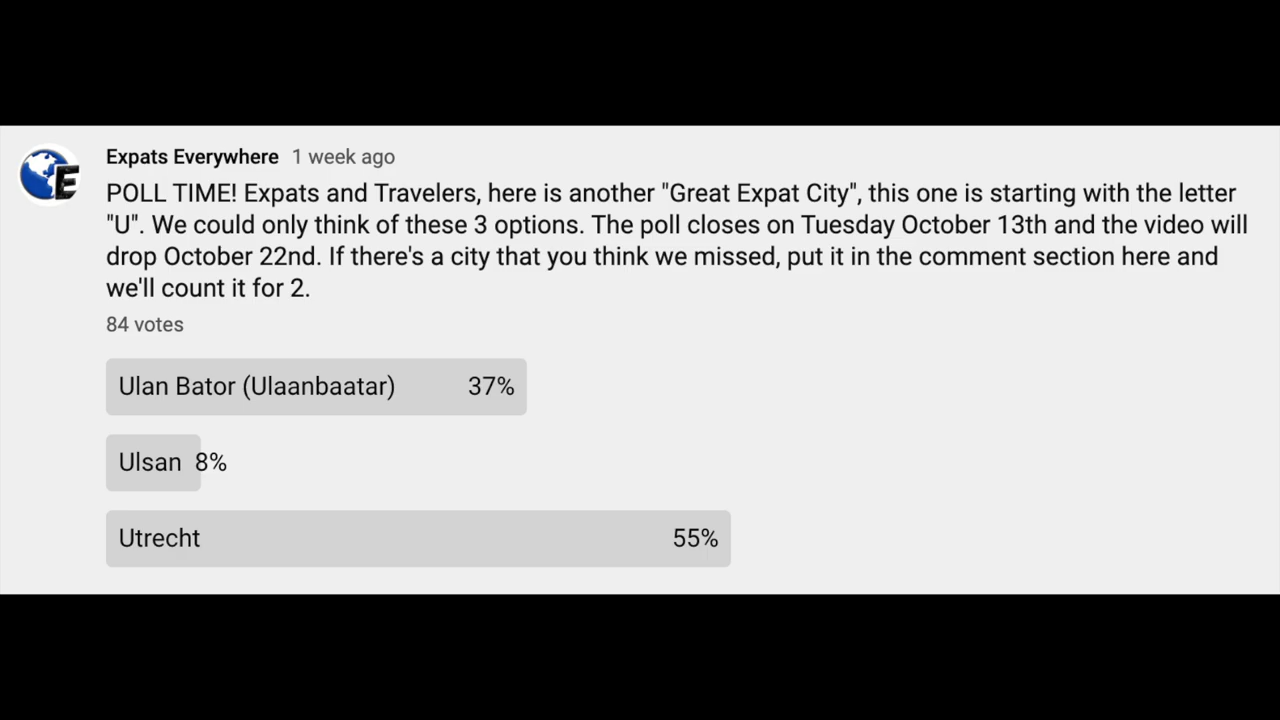 Expats Everywhere 1 week ago
POLL TIME! Expats and Travelers, here is another "Great Expat City", this one is starting with the letter
"U". We could only think of these 3 options. The poll closes on Tuesday October 13th and the video will
drop October 22nd. If there's a city that you think we missed, put it in the comment section here and
we'll count it for 2.
84 votes
Ulan Bator (Ulaanbaatar) 37%
Ulsan 8%
Utrecht 55%
E